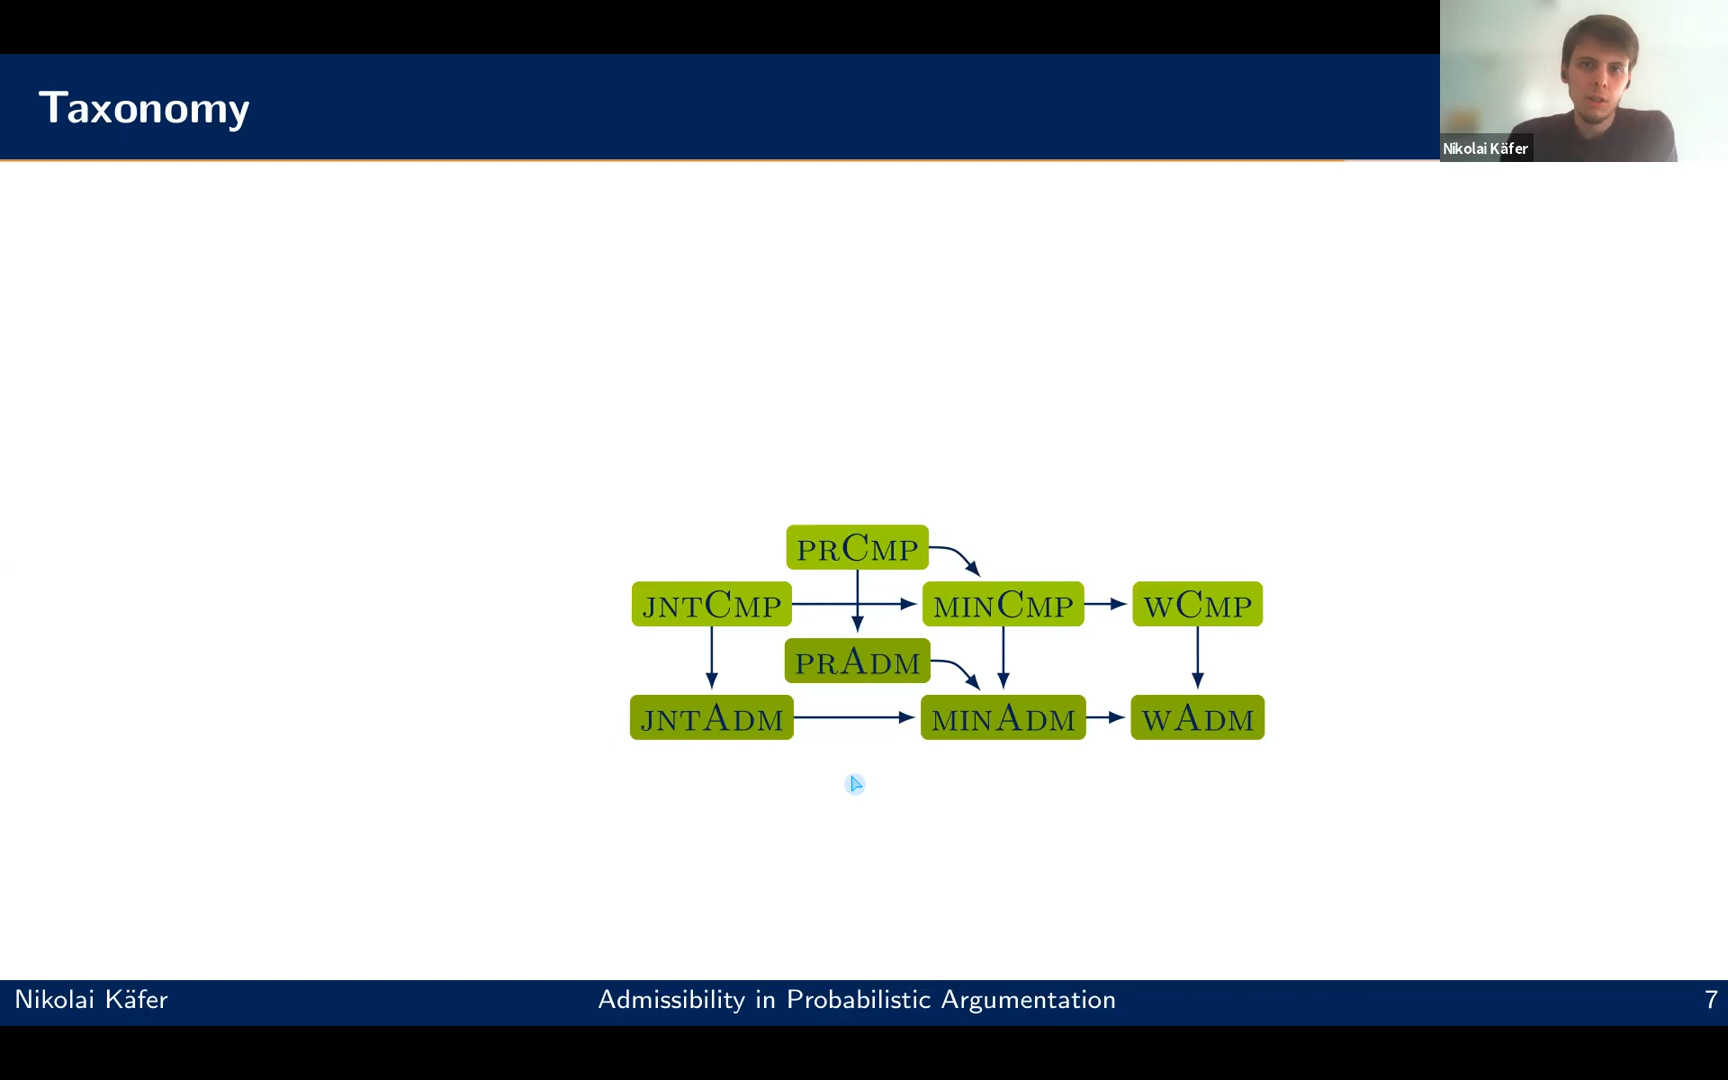 Taxonomy
Nikolai Käfer
prCmp
jntCmp minCmp wCmp
prAdm
jntAdm minAdm wAdm
Nikolai Käfer Admissibility in Probabilistic Argumentation 7